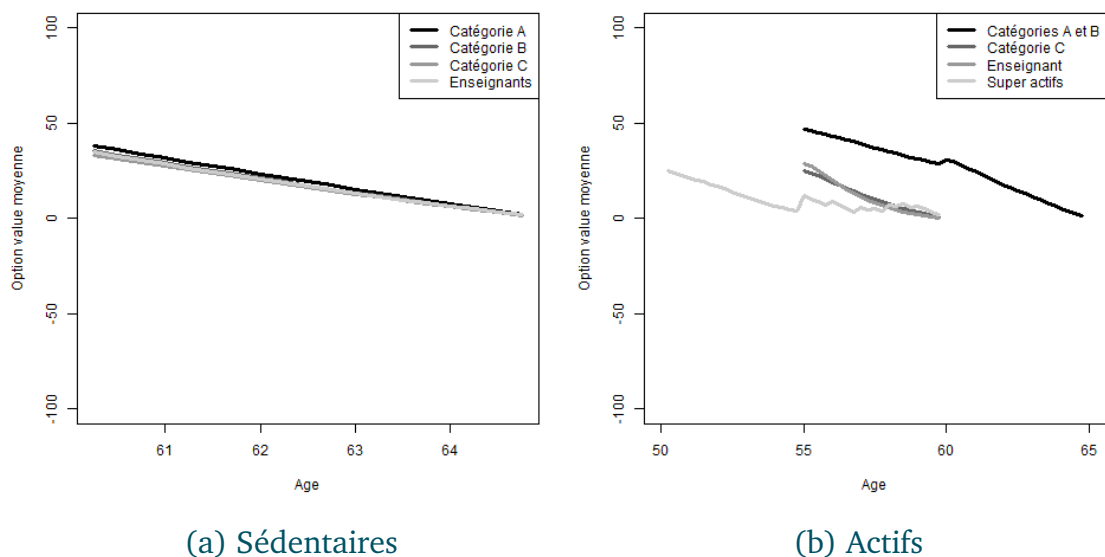 100
50
0
-50
-100
Option value moyenne
61
62
63
64
Age
Catégorie A
Catégorie B
Catégorie C
Enseignants
(a) Sédentaires
100
50
0
-50
-100
Option value moyenne
50
55
60
65
Age
Catégories A et B
Catégorie C
Enseignant
Super actifs
(b) Actifs